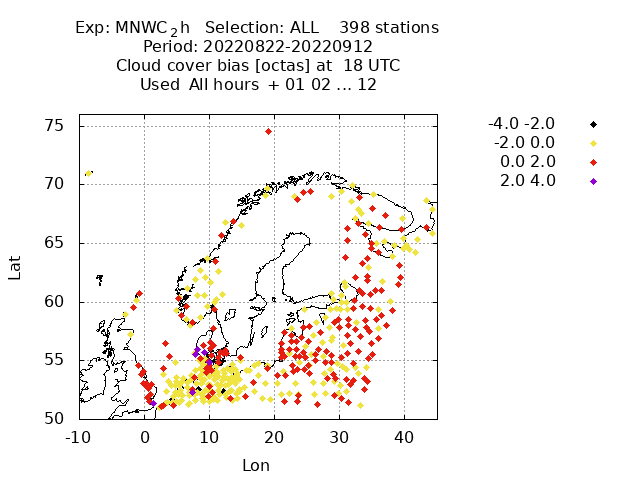 Exp: MNWC2h   Selection: ALL    398 stations
Period: 20220822-20220912
Cloud cover bias [octas] at  18 UTC
Used  All hours  + 01 02 ... 12
-4.0 -2.0
-2.0 0.0
0.0 2.0
2.0 4.0
75
70
65
60
55
50
Lat
-10 0 10 20 30 40
Lon